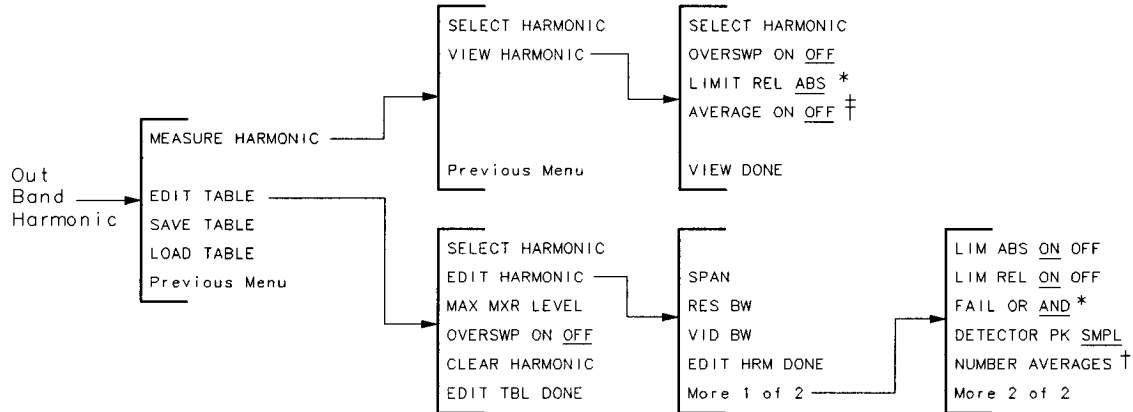 Out
Band
Harmonic
MEASURE HARMONIC
EDIT TABLE
SAVE TABLE
LOAD TABLE
Previous Menu
SELECT HARMONIC
VIEW HARMONIC
Previous Menu
SELECT HARMONIC
OVERSWP ON OFF
LIMIT REL ABS *
AVERAGE ON OFF ‡
VIEW DONE
SELECT HARMONIC
EDIT HARMONIC
MAX MXR LEVEL
OVERSWP ON OFF
CLEAR HARMONIC
EDIT TBL DONE
SPAN
RES BW
VID BW
EDIT HRM DONE
More 1 of 2
LIM ABS ON OFF
LIM REL ON OFF
FAIL OR AND *
DETECTOR PK SMPL
NUMBER AVERAGES †
More 2 of 2